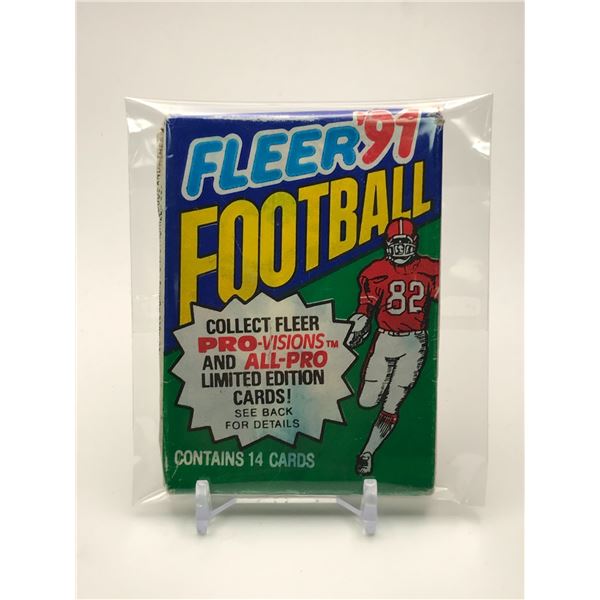 FLEER '91
FOOTBALL
82
COLLECT FLEER
PRO-VISIONS™
AND ALL-PRO
LIMITED EDITION
CARDS!
SEE BACK
FOR DETAILS
CONTAINS 14 CARDS